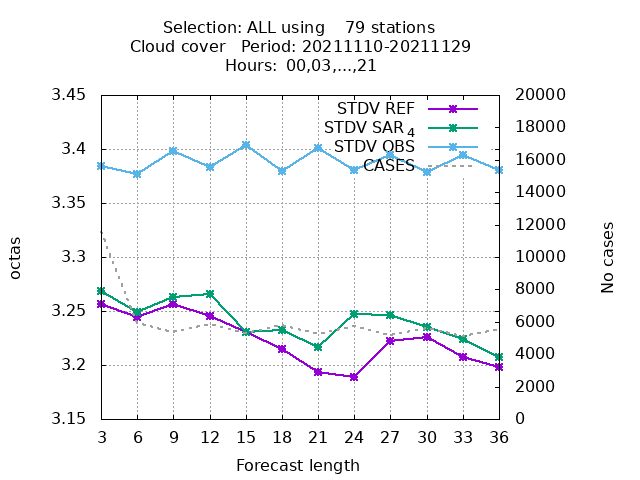 Selection: ALL using    79 stations
Cloud cover   Period: 20211110-20211129
Hours:  00,03,...,21
3.45
3.4
3.35
3.3
3.25
3.2
3.15
octas
STDV REF
STDV SAR4
STDV OBS
CASES
20000
18000
16000
14000
12000
10000
8000
6000
4000
2000
0
No cases
3 6 9 12 15 18 21 24 27 30 33 36
Forecast length